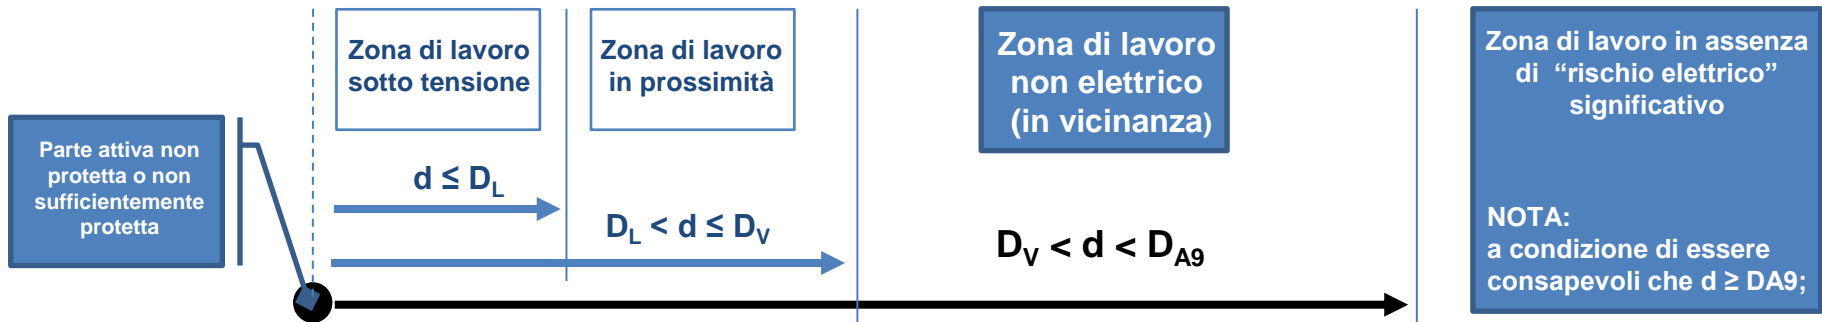 Parte attiva non
protetta o non
sufficientemente
protetta
Zona di lavoro
sotto tensione
Zona di lavoro
in prossimità
Zona di lavoro
non elettrico
(in vicinanza)
Zona di lavoro in assenza
di “rischio elettrico”
significativo
d ≤ DL
DL < d ≤ DV
DV < d < DA9
NOTA:
a condizione di essere
consapevoli che d ≥ DA9;